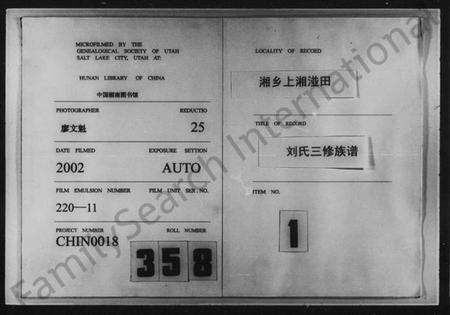 MICROFILMED BY THE
GENEALOGICAL SOCIETY OF UTAH
SALT LAKE CITY, UTAH AT:
HUNAN LIBRARY OF CHINA
中国湖南图书馆
PHOTOGRAPHER REDUCTIO
廖文魁 25
DATE FILMED EXPOSURE SETTION
2002 AUTO
FILM EMULSION NUMBER FILM UNIT SER. NO.
220—11
PROJECT NUMBER ROLL NUMBER
CHIN0018 358
LOCALITY OF RECOED
湘乡上湘滋田
TITLE OF RECORD
刘氏三修族谱
ITEM NO.
1
FamilySearch International